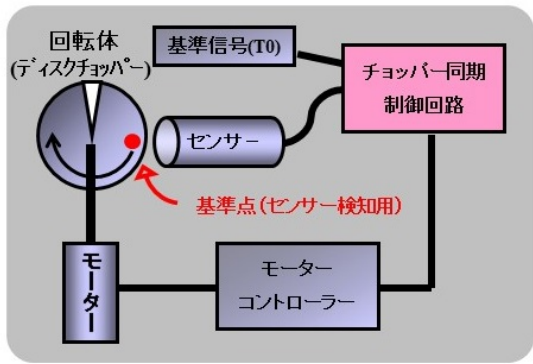 回転体
(ディスクチョッパー)
基準信号(T0)
チョッパー同期
制御回路
センサー
基準点(センサー検知用)
モーター
モーター
コントローラー